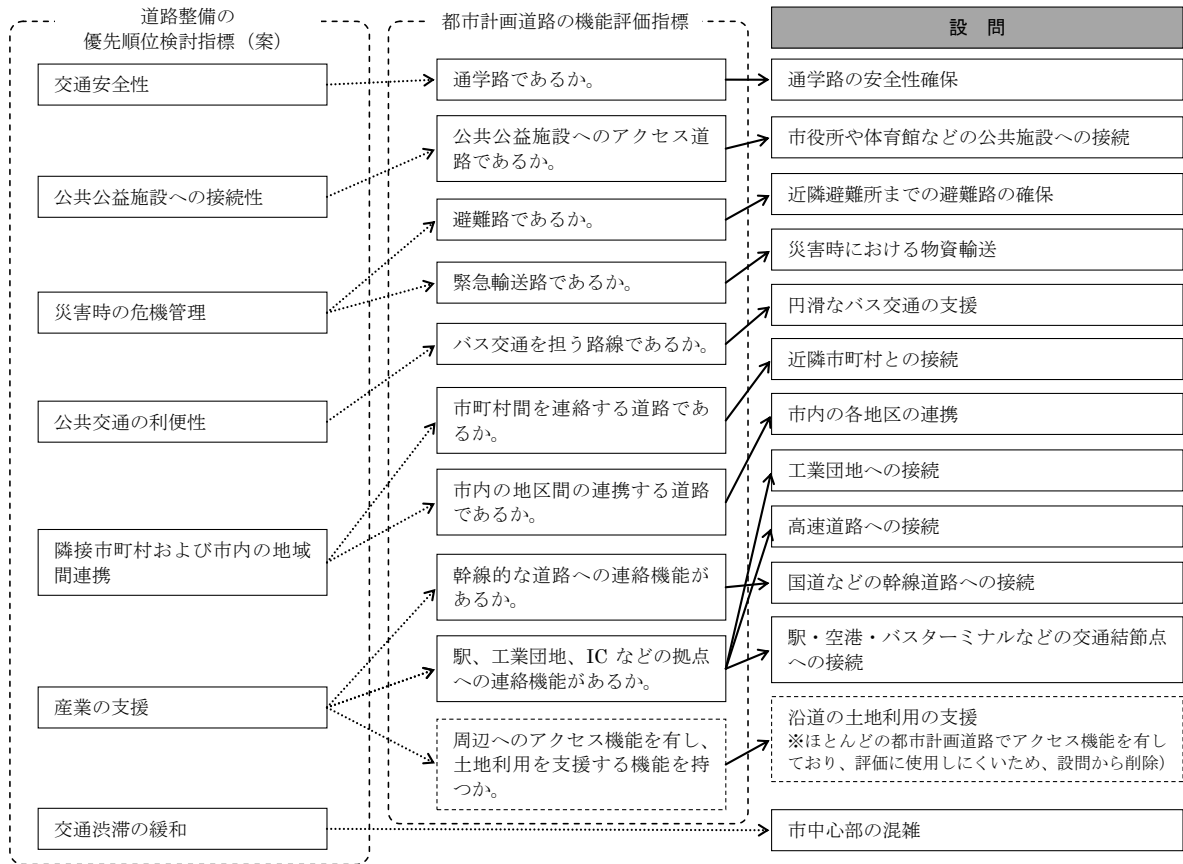 道路整備の
優先順位検討指標（案）
交通安全性
公共公益施設への接続性
災害時の危機管理
公共交通の利便性
隣接市町村および市内の地域
間連携
産業の支援
交通渋滞の緩和
都市計画道路の機能評価指標
通学路であるか。
公共公益施設へのアクセス道
路であるか。
避難路であるか。
緊急輸送路であるか。
バス交通を担う路線であるか。
市町村間を連絡する道路であ
るか。
市内の地区間の連携する道路
であるか。
幹線的な道路への連絡機能が
あるか。
駅、工業団地、IC などの拠点
への連絡機能があるか。
周辺へのアクセス機能を有し、
土地利用を支援する機能を持
つか。
設　問
通学路の安全性確保
市役所や体育館などの公共施設への接続
近隣避難所までの避難路の確保
災害時における物資輸送
円滑なバス交通の支援
近隣市町村との接続
市内の各地区の連携
工業団地への接続
高速道路への接続
国道などの幹線道路への接続
駅・空港・バスターミナルなどの交通結節点
への接続
沿道の土地利用の支援
※ほとんどの都市計画道路でアクセス機能を有し
ており、評価に使用しにくいため、設問から削除）
市中心部の混雑